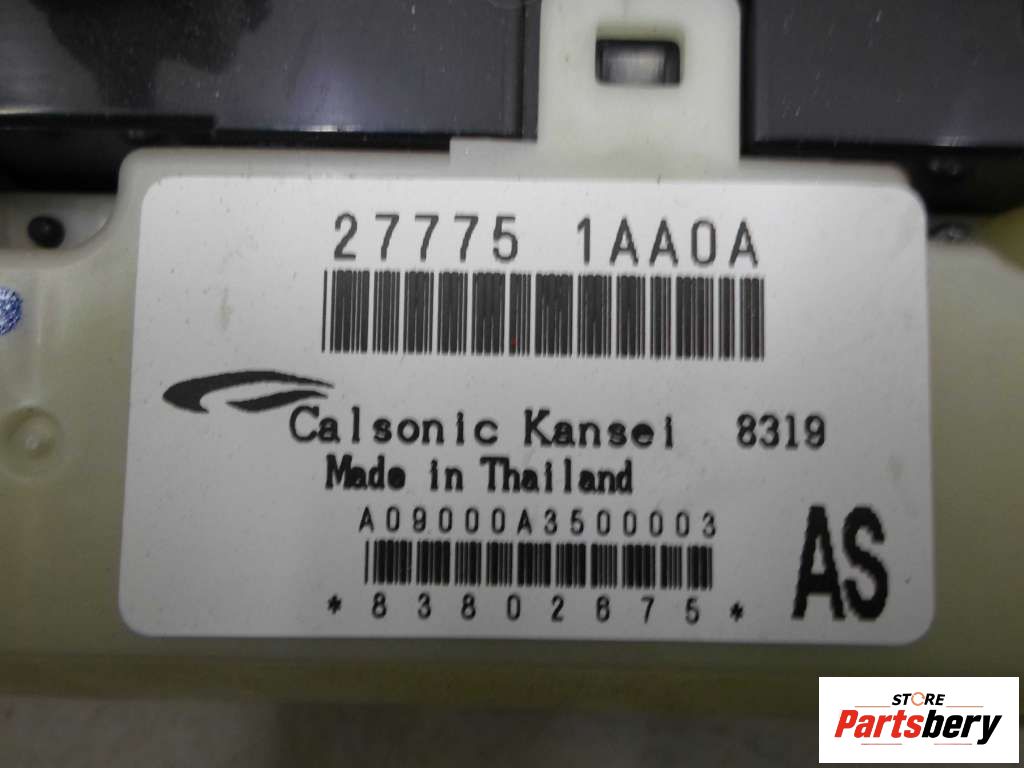 27775 1AA0A
Calsonic Kansei 8319
Made in Thailand
A09000A3500003
*83802675*
AS
STORE
Partsbery